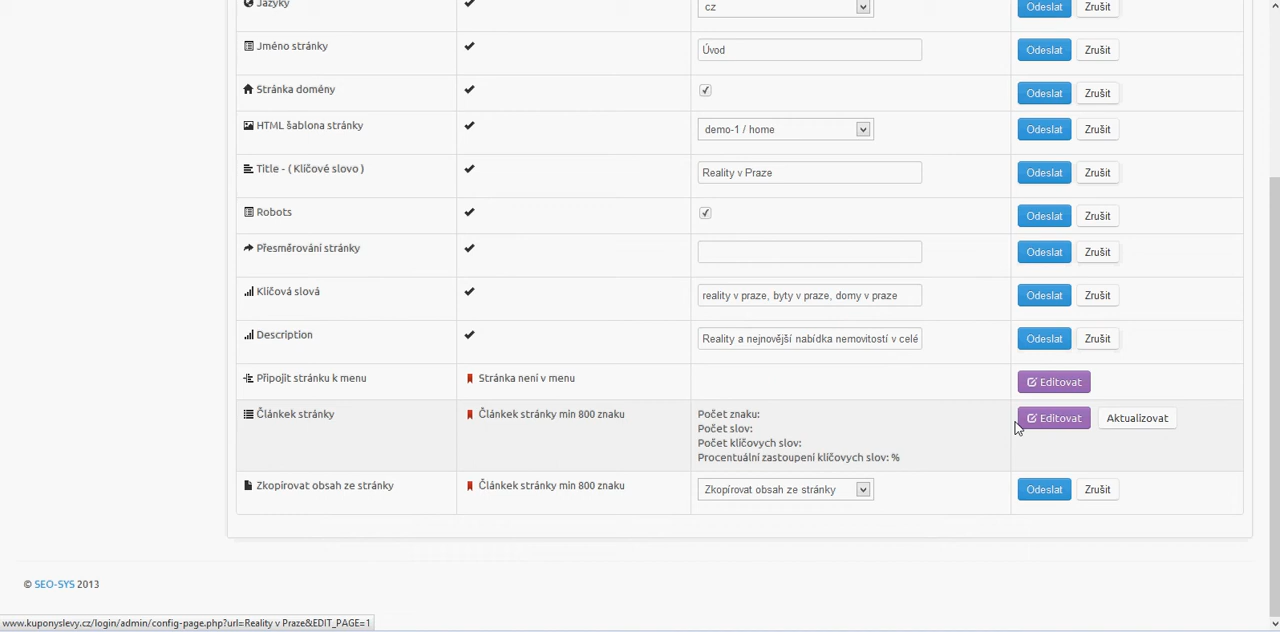 Jazyky cz Odeslat Zrušit
Jméno stránky Úvod Odeslat Zrušit
Stránka domény Odeslat Zrušit
HTML šablona stránky demo-1 / home Odeslat Zrušit
Title - ( Klíčové slovo ) Reality v Praze Odeslat Zrušit
Robots Odeslat Zrušit
Přesměrování stránky Odeslat Zrušit
Klíčová slová reality v praze, byty v praze, domy v praze Odeslat Zrušit
Description Reality a nejnovější nabídka nemovitostí v celé Odeslat Zrušit
Připojit stránku k menu Stránka není v menu Editovat
Článkek stránky Článkek stránky min 800 znaku Počet znaku: Editovat Aktualizovat
Počet slov:
Počet klíčovych slov:
Procentuální zastoupení klíčovych slov: %
Zkopírovat obsah ze stránky Článkek stránky min 800 znaku Zkopírovat obsah ze stránky Odeslat Zrušit
© SEO-SYS 2013
www.kuponyslevy.cz/login/admin/config-page.php?url=Reality v Praze&EDIT_PAGE=1